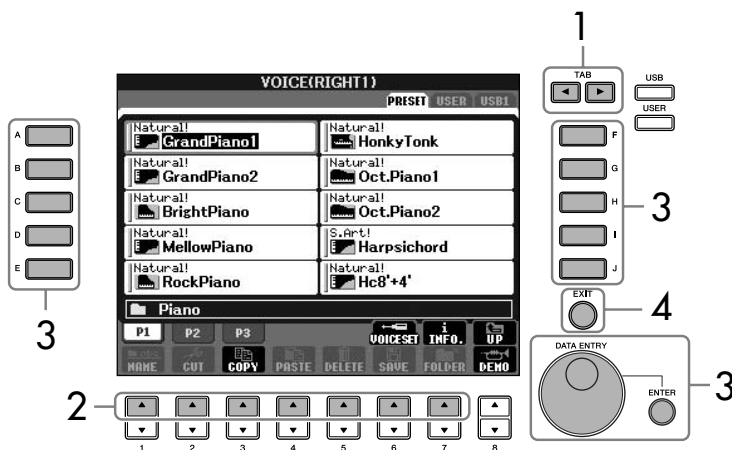 1
VOICE(RIGHT1)
TAB
USB
PRESET USER USB1
USER
A
Natural!
GrandPiano1
Natural!
HonkyTonk
F
B
Natural!
GrandPiano2
Natural!
Oct.Piano1
G
C
Natural!
BrightPiano
Natural!
Oct.Piano2
H
3
D
Natural!
MellowPiano
S.Art!
Harpsichord
I
E
Natural!
RockPiano
Natural!
Hc8'+4'
J
3
Piano
EXIT
4
P1 P2 P3 VOICESET i INFO. UP
NAME CUT COPY PASTE DELETE SAVE FOLDER DEMO
DATA ENTRY
3
ENTER
2
1 2 3 4 5 6 7 8